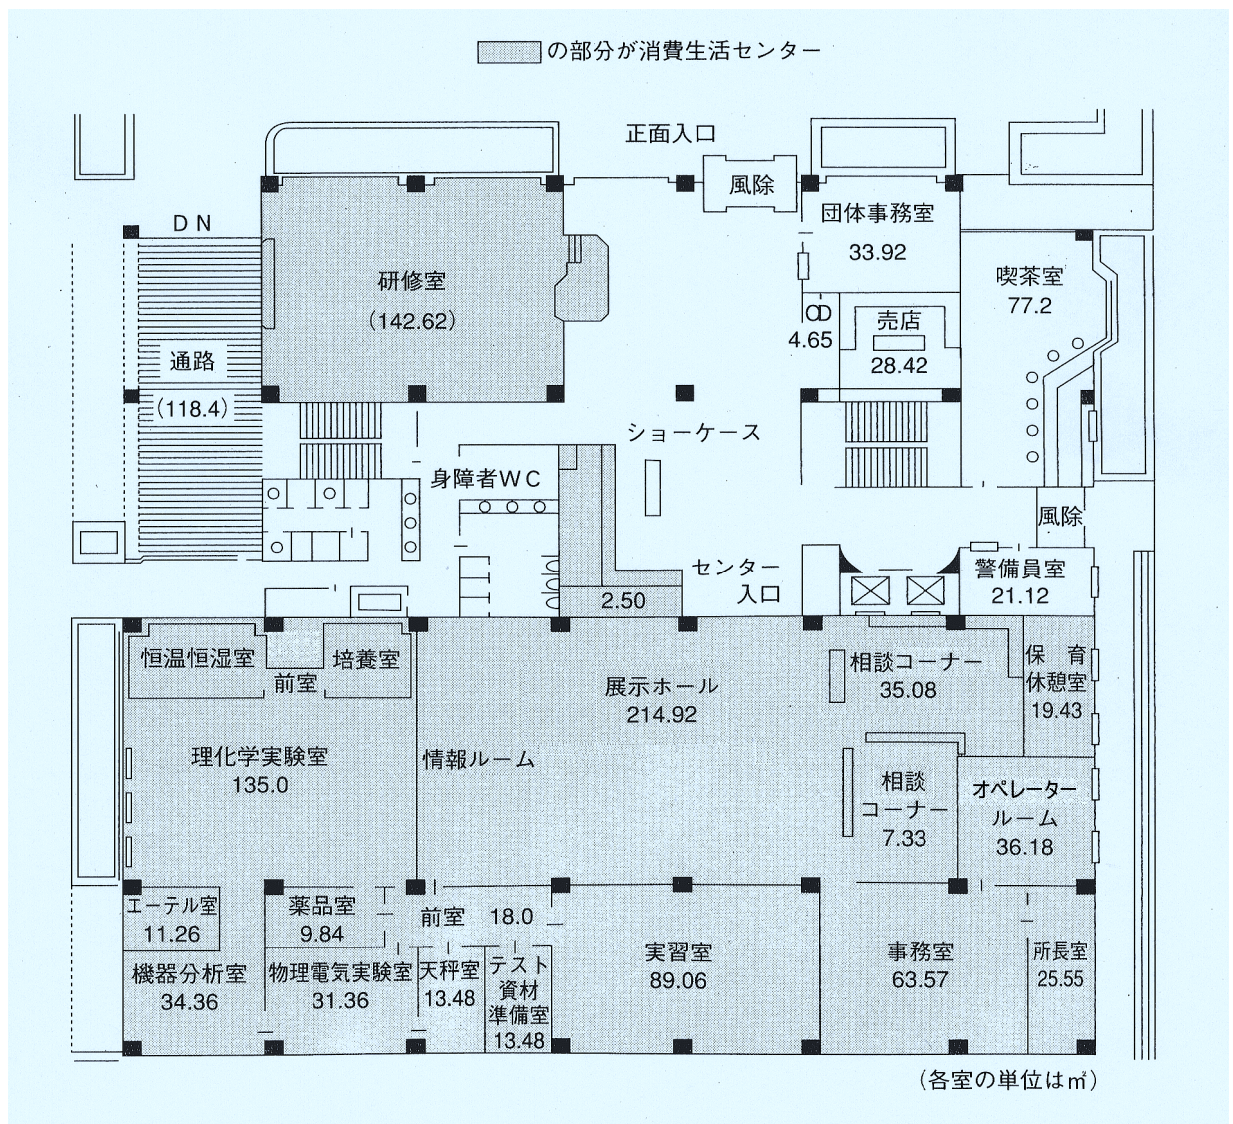 の部分が消費生活センター
正面入口
風除
DN
団体事務室
33.92
研修室
(142.62)
喫茶室
77.2
CD
4.65
売店
28.42
通路
(118.4)
ショーケース
身障者WC
風除
センター
入口
警備員室
21.12
2.50
恒温恒湿室
前室
培養室
展示ホール
214.92
相談コーナー
35.08
保育
休憩室
19.43
理化学実験室
135.0
情報ルーム
相談
コーナー
7.33
オペレーター
ルーム
36.18
エーテル室
11.26
薬品室
9.84
前室 18.0
機器分析室
34.36
物理電気実験室
31.36
天秤室
13.48
テスト
資材
準備室
13.48
実習室
89.06
事務室
63.57
所長室
25.55
(各室の単位は㎡)